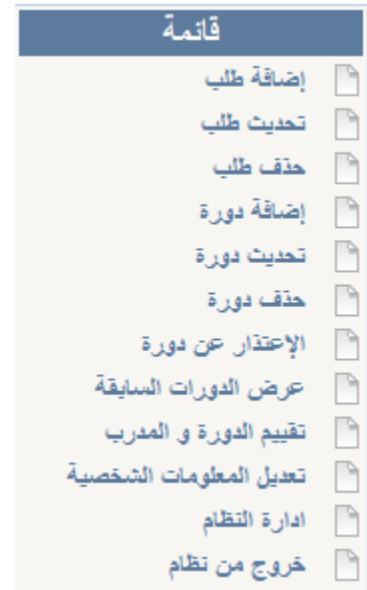 قائمة
إضافة طلب
تحديث طلب
حذف طلب
إضافة دورة
تحديث دورة
حذف دورة
الإعتذار عن دورة
عرض الدورات السابقة
تقييم الدورة و المدرب
تعديل المعلومات الشخصية
ادارة النظام
خروج من نظام